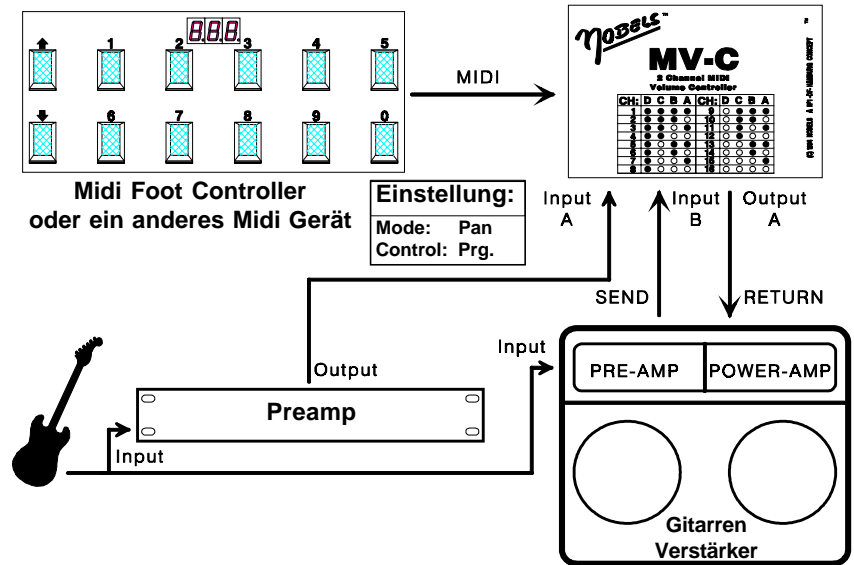 8.8.8.
1 2 3 4 5
6 7 8 9 0
Midi Foot Controller
oder ein anderes Midi Gerät
MIDI
NOBELS
MV-C
2 Channel MIDI
Volume Controller
CH: D C B A CH: D C B A
1 9
2 10
3 11
4 12
5 13
6 14
7 15
8 16
Einstellung:
Mode: Pan
Control: Prg.
Input
A
Input
B
Output
A
SEND
RETURN
Output
Input
Preamp
Input
PRE-AMP
POWER-AMP
Gitarren
Verstärker